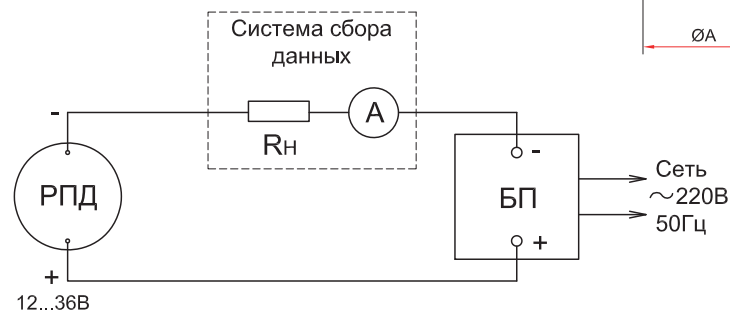 Система сбора
данных
ØA
-
A
RH
РПД
-
БП
+
Сеть
~220В
50Гц
+
12...36В